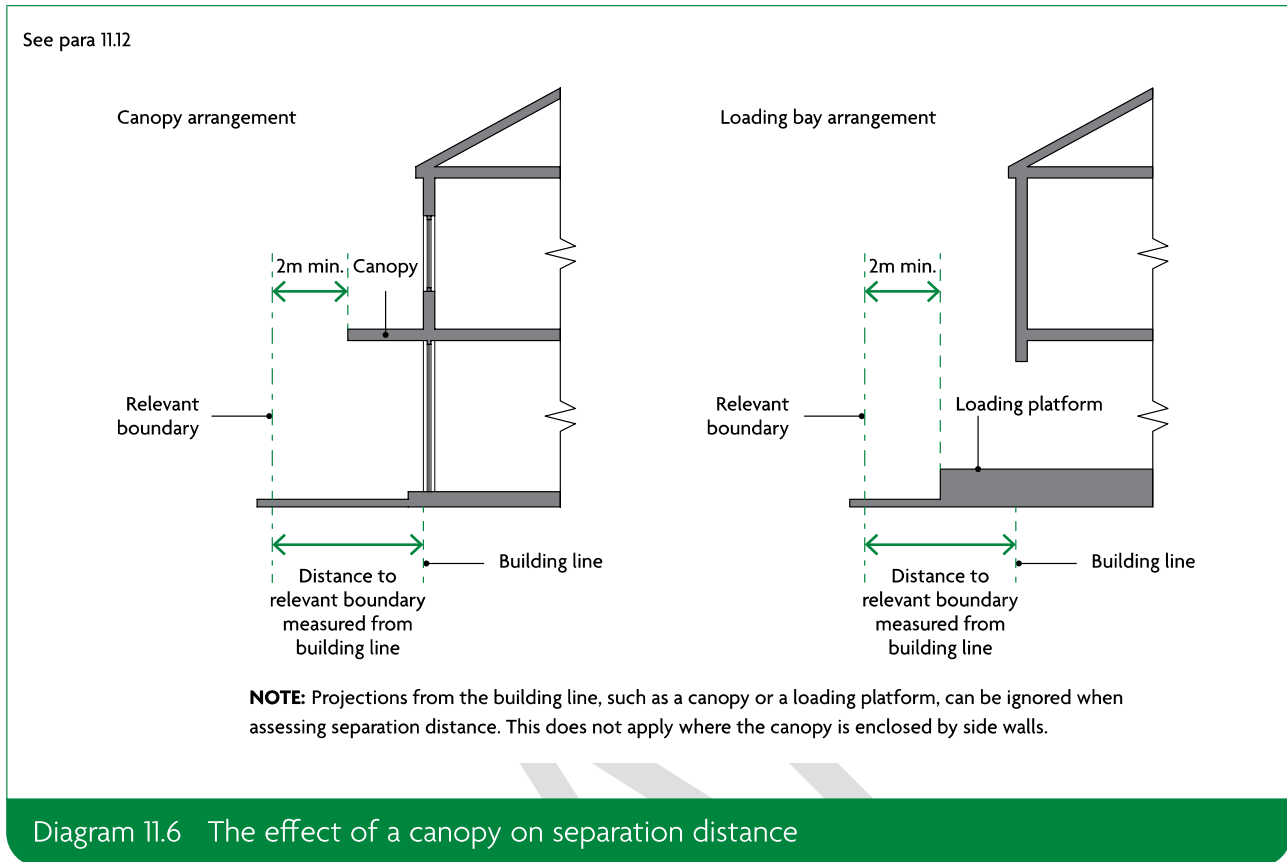 See para 11.12
Canopy arrangement
2m min.
Canopy
Relevant
boundary
Building line
Distance to
relevant boundary
measured from
building line
Loading bay arrangement
2m min.
Relevant
boundary
Loading platform
Building line
Distance to
relevant boundary
measured from
building line
NOTE: Projections from the building line, such as a canopy or a loading platform, can be ignored when
assessing separation distance. This does not apply where the canopy is enclosed by side walls.
Diagram 11.6 The effect of a canopy on separation distance